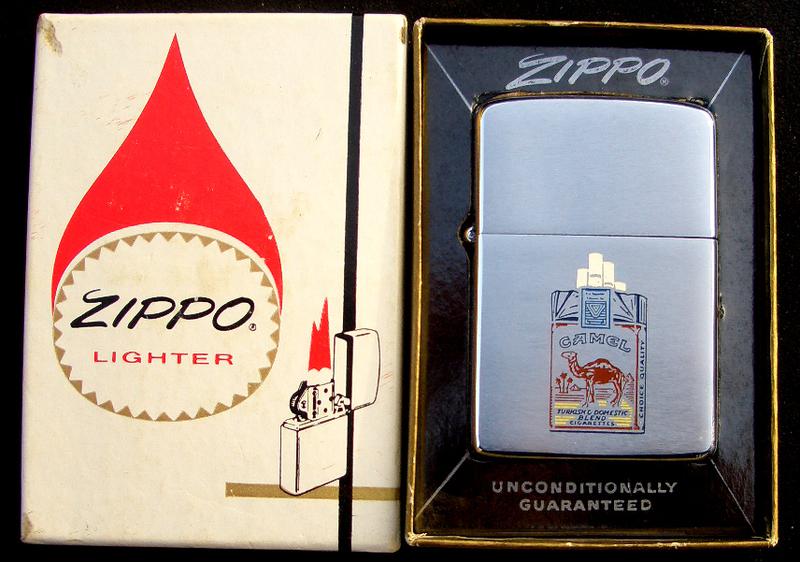 ZIPPO®
LIGHTER
ZIPPO®
CAMEL
CHOICE QUALITY
TURKISH & DOMESTIC
BLEND
CIGARETTES
UNCONDITIONALLY
GUARANTEED